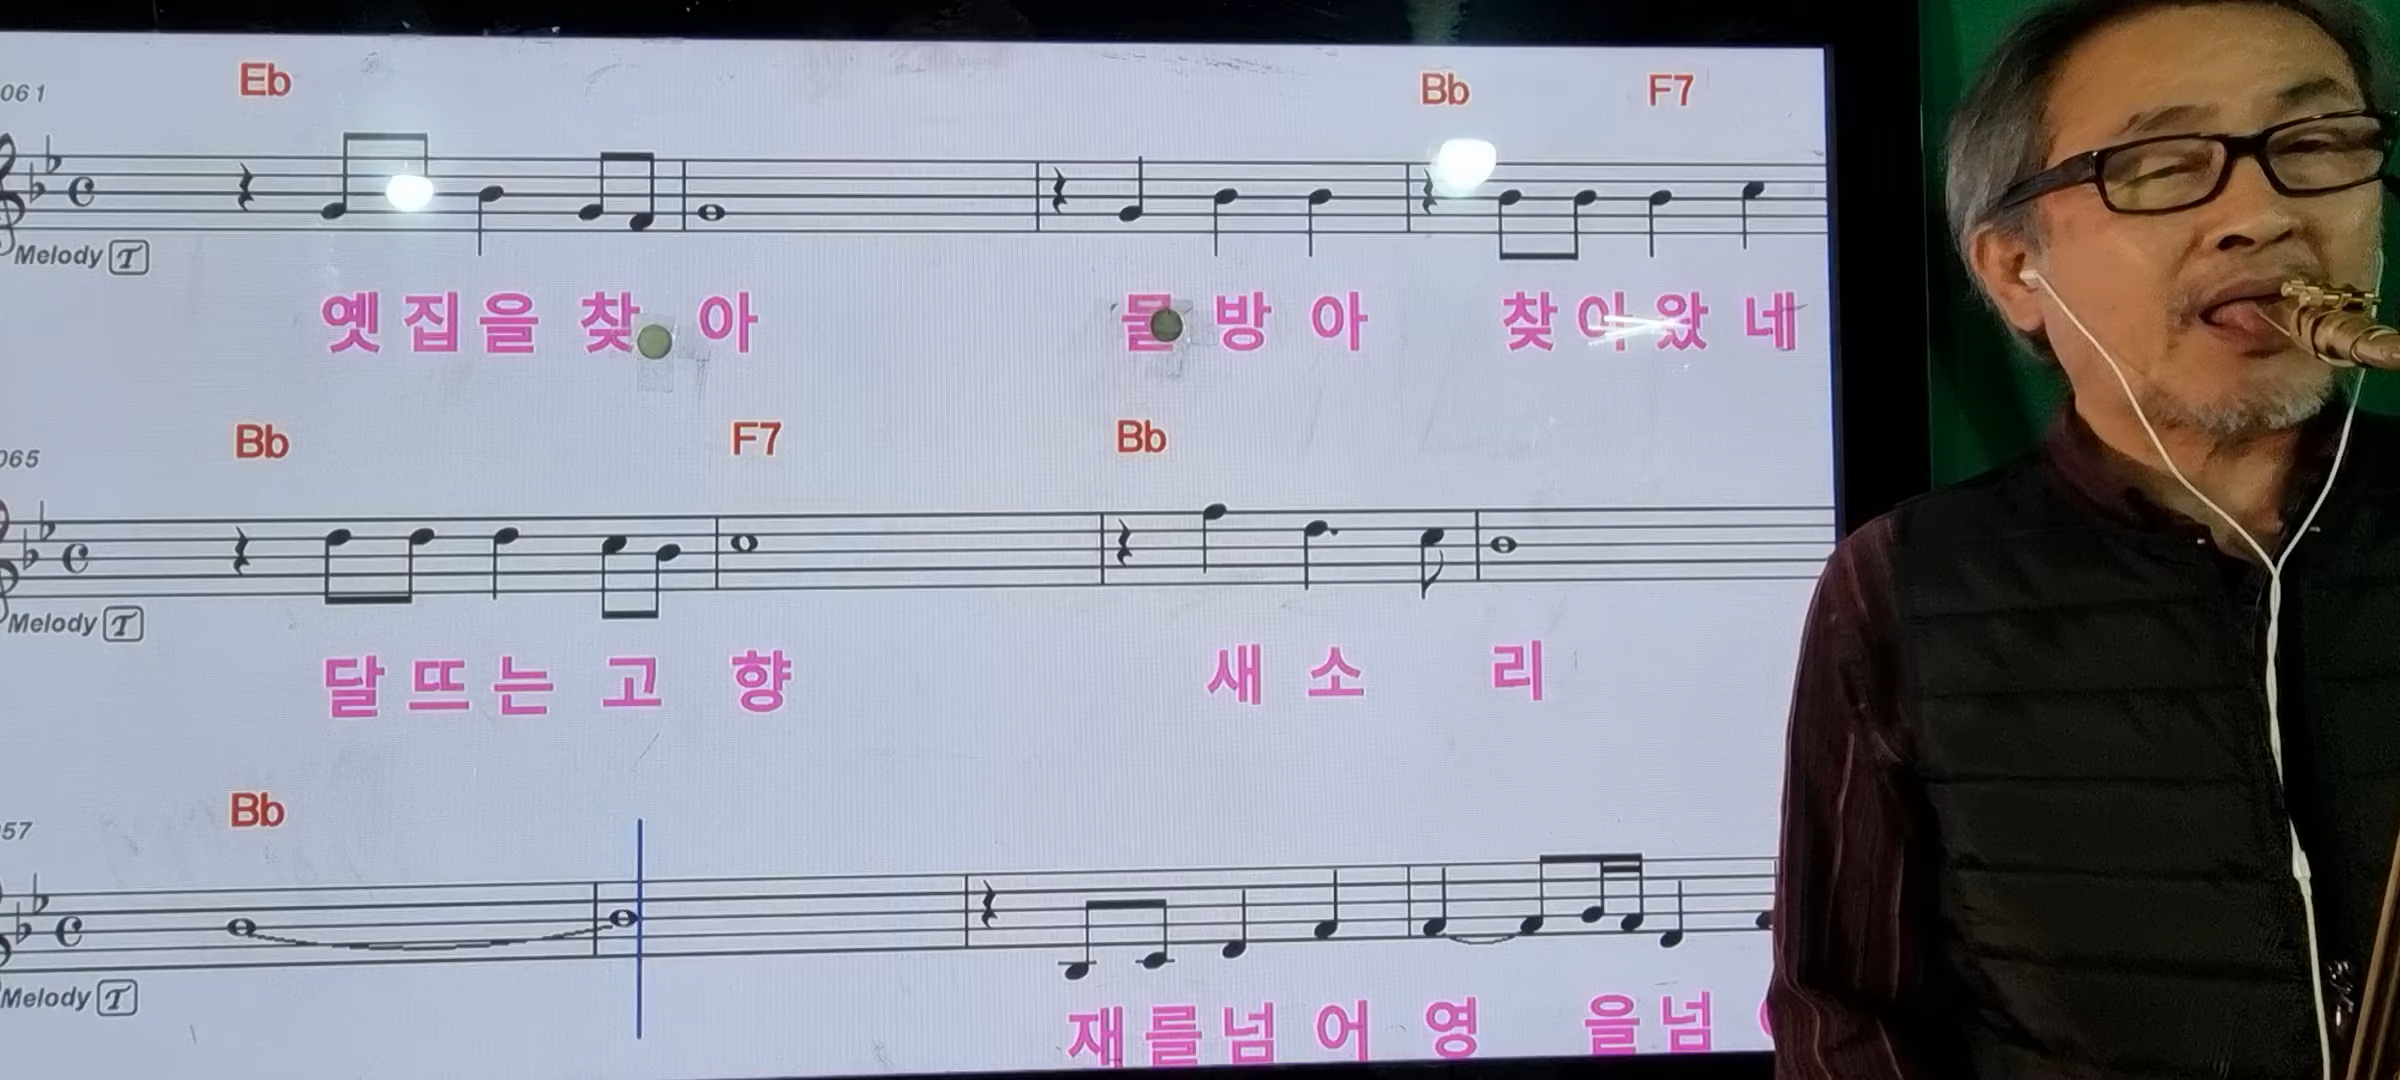 061 Eb Bb F7
Melody T
옛 집 을 찾 아 물 방 아 찾 아 왔 네
065 Bb F7 Bb
Melody T
달 뜨 는 고 향 새 소 리
57 Bb
Melody T
재 를 넘 어 영 을 넘